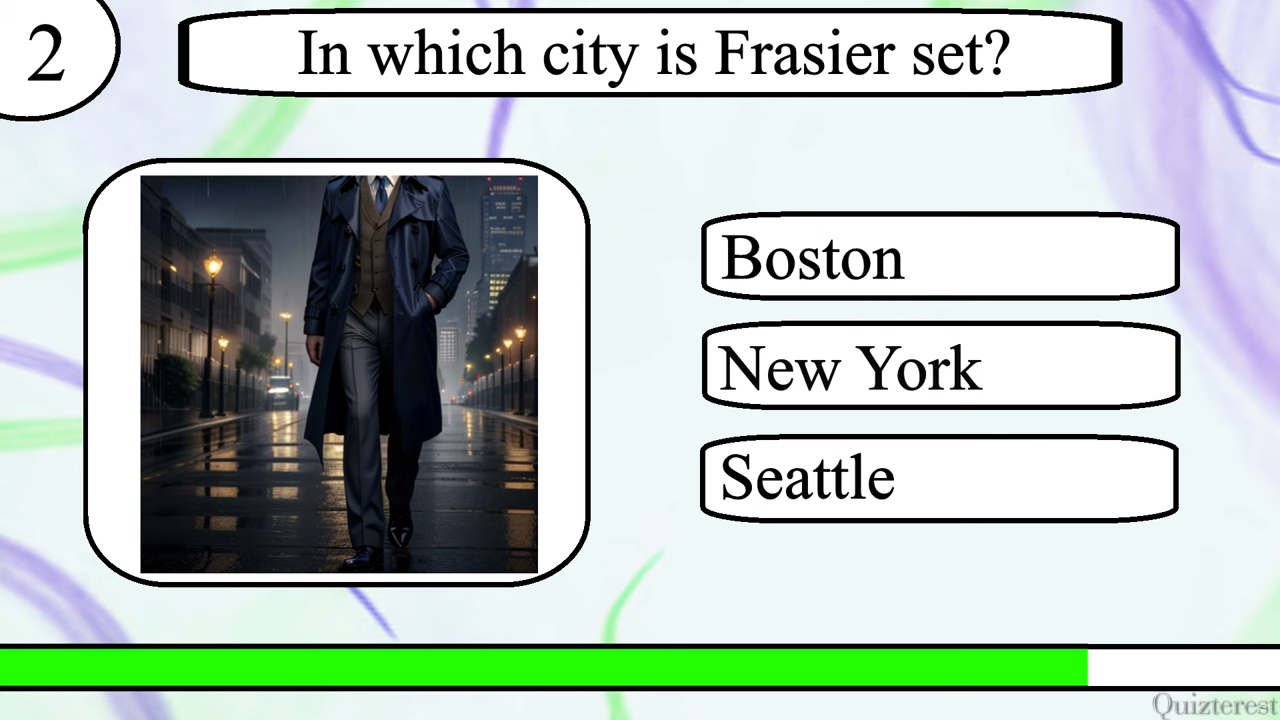 2
In which city is Frasier set?
Boston
New York
Seattle
Quizterest